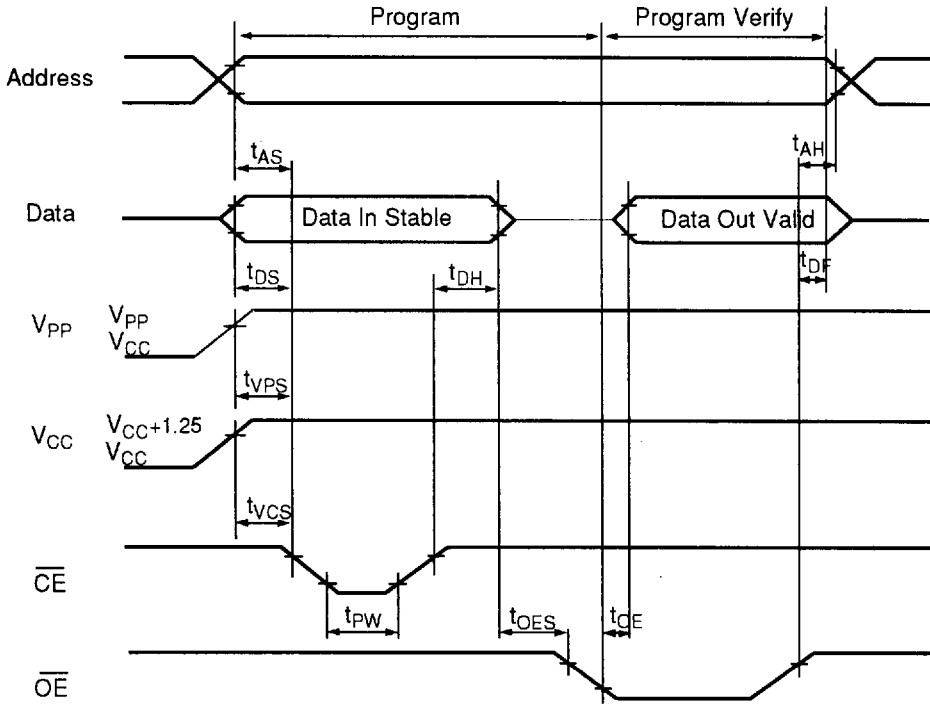 Program Program Verify
Address
tAS tAH
Data Data In Stable Data Out Valid
tDS tDH tDF
VPP VPP
VCC
tVPS
VCC VCC+1.25
VCC
tVCS
CE
tPW tOES tOE
OE